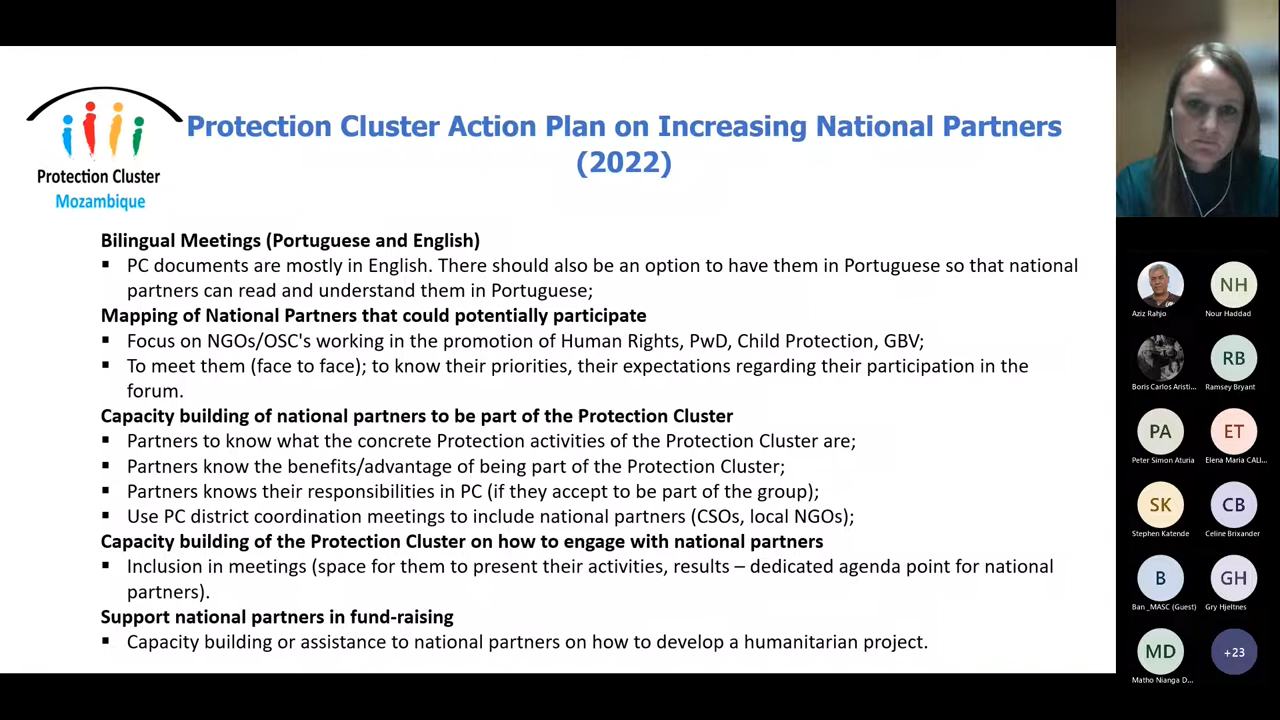 Protection Cluster Action Plan on Increasing National Partners
(2022)
Protection Cluster
Mozambique
Bilingual Meetings (Portuguese and English)
▪ PC documents are mostly in English. There should also be an option to have them in Portuguese so that national
partners can read and understand them in Portuguese;
Mapping of National Partners that could potentially participate
▪ Focus on NGOs/OSC's working in the promotion of Human Rights, PwD, Child Protection, GBV;
▪ To meet them (face to face); to know their priorities, their expectations regarding their participation in the
forum.
Capacity building of national partners to be part of the Protection Cluster
▪ Partners to know what the concrete Protection activities of the Protection Cluster are;
▪ Partners know the benefits/advantage of being part of the Protection Cluster;
▪ Partners knows their responsibilities in PC (if they accept to be part of the group);
▪ Use PC district coordination meetings to include national partners (CSOs, local NGOs);
Capacity building of the Protection Cluster on how to engage with national partners
▪ Inclusion in meetings (space for them to present their activities, results – dedicated agenda point for national
partners).
Support national partners in fund-raising
▪ Capacity building or assistance to national partners on how to develop a humanitarian project.
Aziz Rahjo
NH
Nour Haddad
Boris Carlos Aristi...
RB
Ramsey Bryant
PA
Peter Simon Aturia
ET
Elena Maria CALI...
SK
Stephen Katende
CB
Celine Brixander
B
Ban _MASC (Guest)
GH
Gry Hjeltnes
MD
Matho Nianga D...
+23